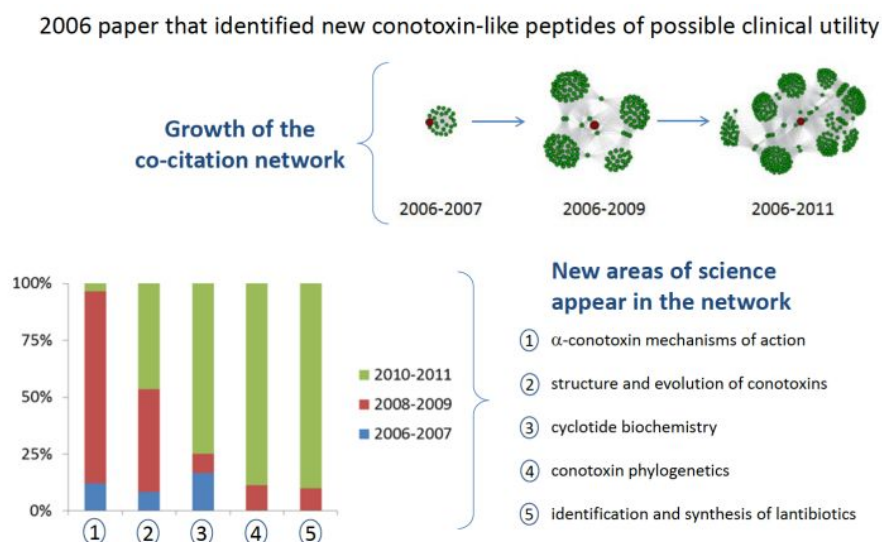 2006 paper that identified new conotoxin-like peptides of possible clinical utility
Growth of the
co-citation network
2006-2007
2006-2009
2006-2011
100%
75%
50%
25%
0%
1
2
3
4
5
2010-2011
2008-2009
2006-2007
New areas of science
appear in the network
1 α-conotoxin mechanisms of action
2 structure and evolution of conotoxins
3 cyclotide biochemistry
4 conotoxin phylogenetics
5 identification and synthesis of lantibiotics